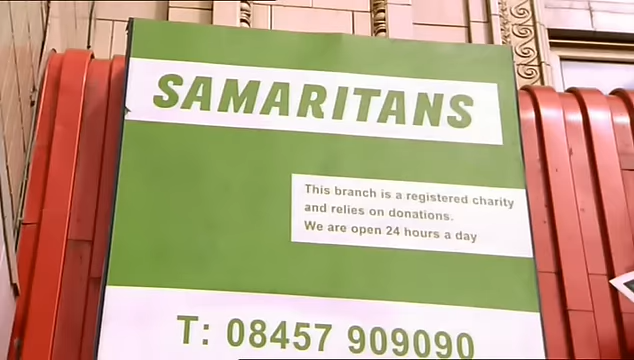 SAMARITANS
This branch is a registered charity
and relies on donations.
We are open 24 hours a day
T: 08457 909090